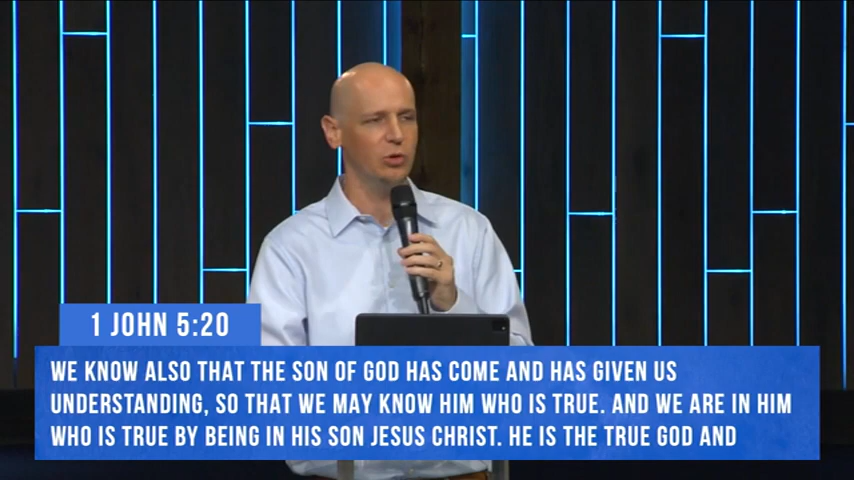 1 JOHN 5:20
WE KNOW ALSO THAT THE SON OF GOD HAS COME AND HAS GIVEN US
UNDERSTANDING, SO THAT WE MAY KNOW HIM WHO IS TRUE. AND WE ARE IN HIM
WHO IS TRUE BY BEING IN HIS SON JESUS CHRIST. HE IS THE TRUE GOD AND